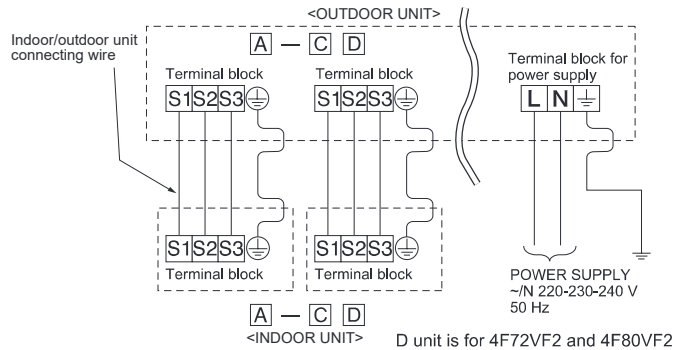 <OUTDOOR UNIT>
Indoor/outdoor unit
connecting wire
A — C D
Terminal block
S1 S2 S3
Terminal block
S1 S2 S3
Terminal block for
power supply
L N
S1 S2 S3
Terminal block
S1 S2 S3
Terminal block
POWER SUPPLY
~/N 220-230-240 V
50 Hz
A — C D
<INDOOR UNIT>
D unit is for 4F72VF2 and 4F80VF2